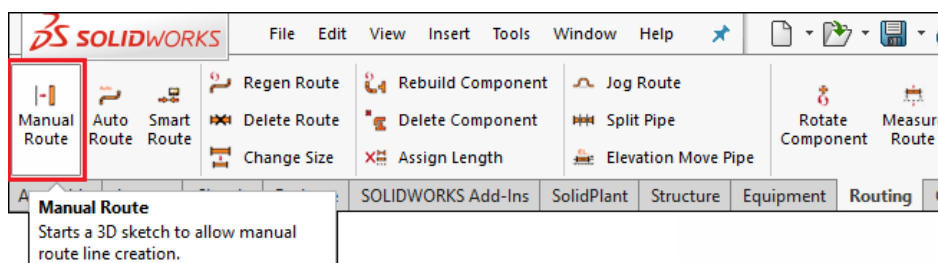 SOLIDWORKS File Edit View Insert Tools Window Help
Regen Route Rebuild Component Jog Route
Manual Route Auto Route Smart Route
Delete Route Delete Component Split Pipe
Rotate Component
Change Size Assign Length Elevation Move Pipe
Route
SOLIDWORKS Add-Ins SolidPlant Structure Equipment Routing
Manual Route
Starts a 3D sketch to allow manual
route line creation.